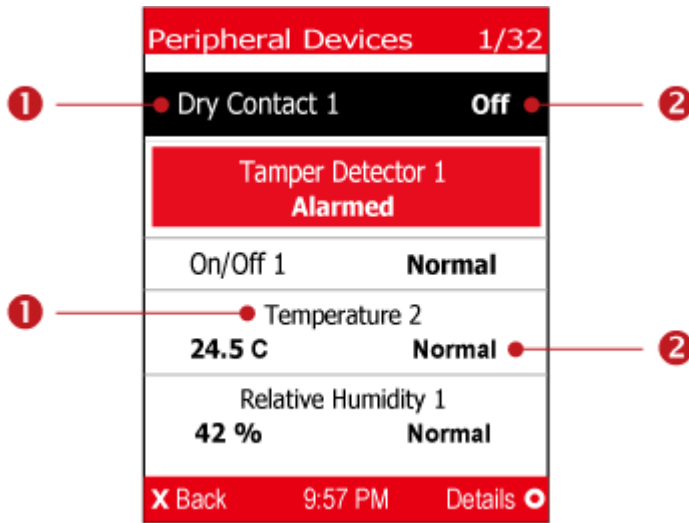 Peripheral Devices 1/32
1 Dry Contact 1 Off 2
Tamper Detector 1
Alarmed
On/Off 1 Normal
1 Temperature 2
24.5 C Normal 2
Relative Humidity 1
42 % Normal
X Back 9:57 PM Details O